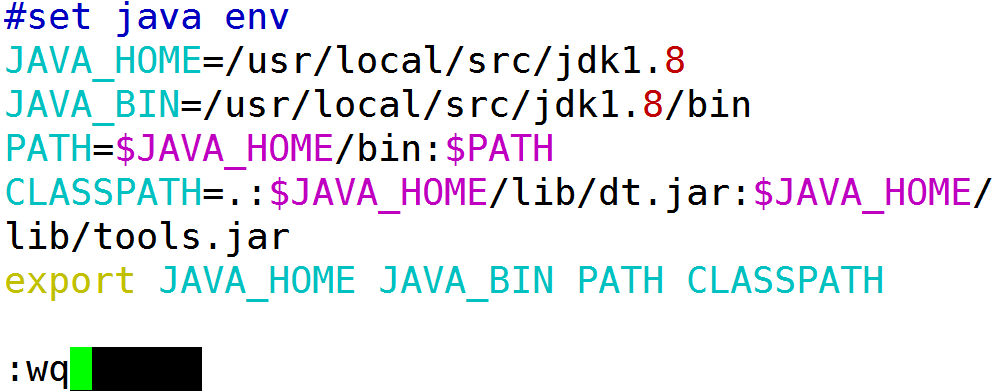 #set java env
JAVA_HOME=/usr/local/src/jdk1.8
JAVA_BIN=/usr/local/src/jdk1.8/bin
PATH=$JAVA_HOME/bin:$PATH
CLASSPATH=.:$JAVA_HOME/lib/dt.jar:$JAVA_HOME/
lib/tools.jar
export JAVA_HOME JAVA_BIN PATH CLASSPATH
:wq